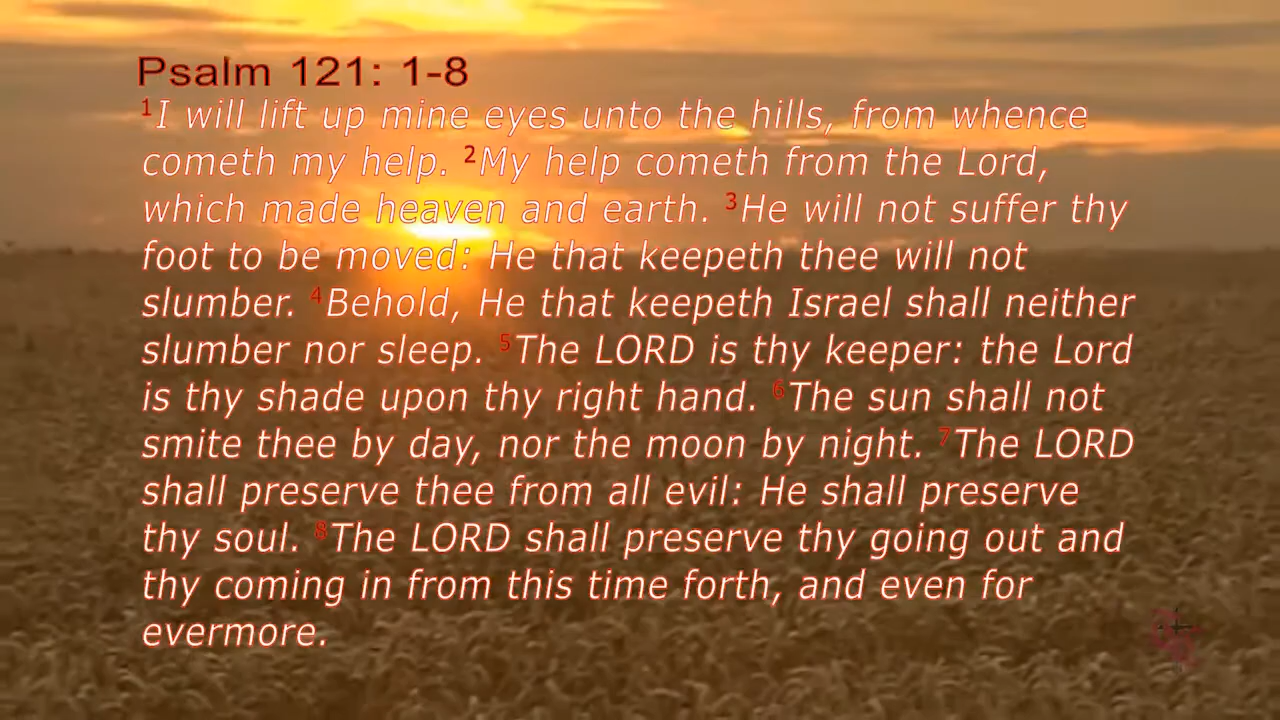 Psalm 121: 1-8
1I will lift up mine eyes unto the hills, from whence
cometh my help. 2My help cometh from the Lord,
which made heaven and earth. 3He will not suffer thy
foot to be moved: He that keepeth thee will not
slumber. 4Behold, He that keepeth Israel shall neither
slumber nor sleep. 5The LORD is thy keeper: the Lord
is thy shade upon thy right hand. 6The sun shall not
smite thee by day, nor the moon by night. 7The LORD
shall preserve thee from all evil: He shall preserve
thy soul. 8The LORD shall preserve thy going out and
thy coming in from this time forth, and even for
evermore.